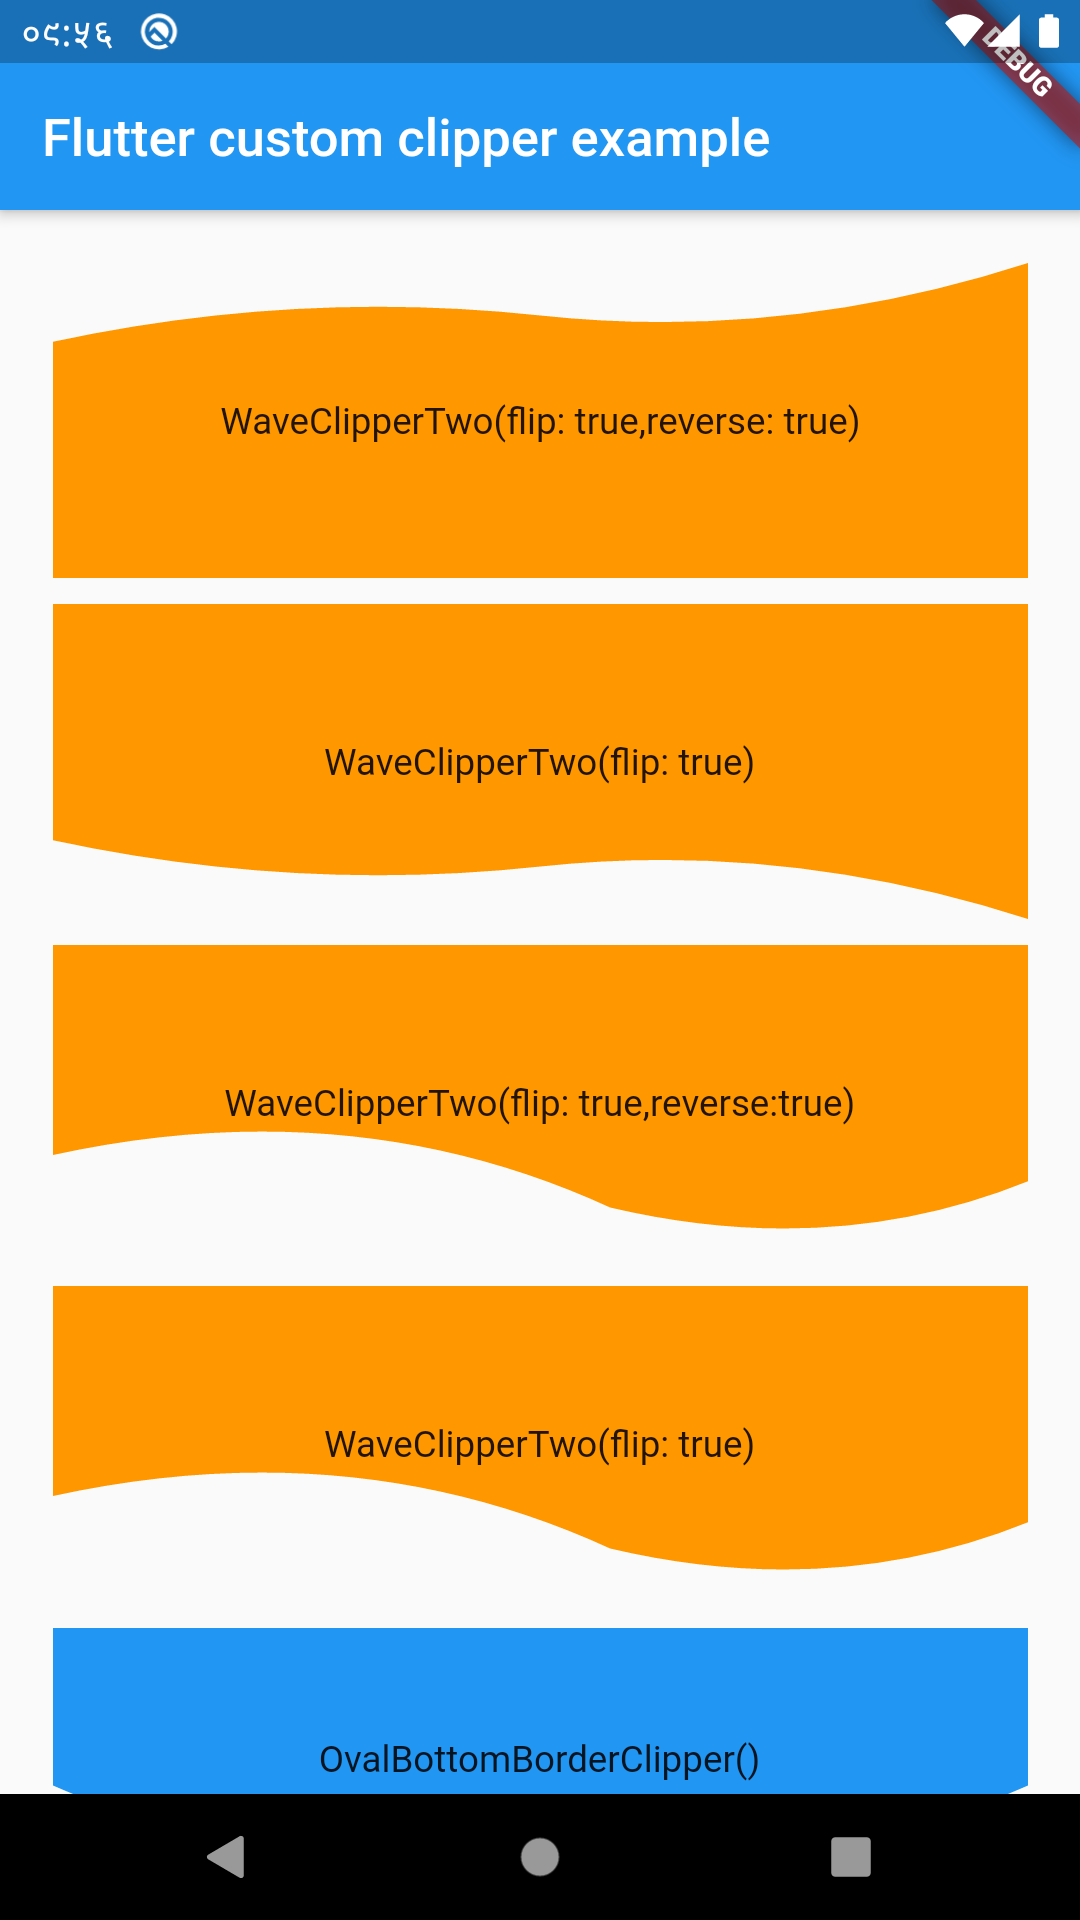 ०९:५६
DEBUG
Flutter custom clipper example
WaveClipperTwo(flip: true,reverse: true)
WaveClipperTwo(flip: true)
WaveClipperTwo(flip: true,reverse:true)
WaveClipperTwo(flip: true)
OvalBottomBorderClipper()